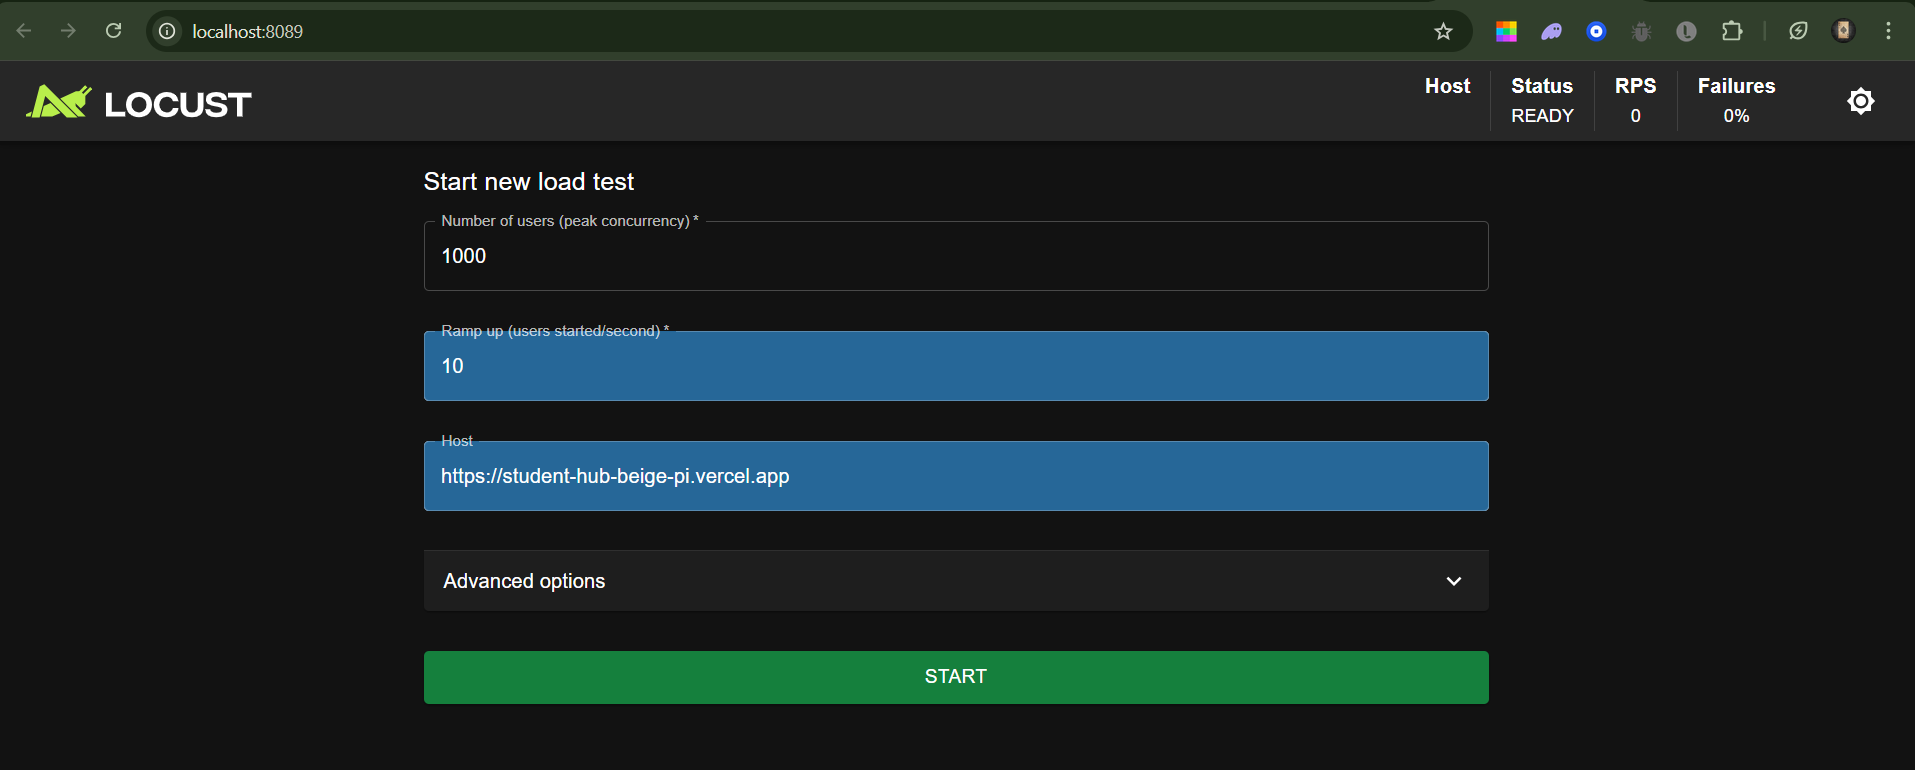 localhost:8089
LOCUST
Host
Status
READY
RPS
0
Failures
0%
Start new load test
Number of users (peak concurrency) *
1000
Ramp up (users started/second) *
10
Host
https://student-hub-beige-pi.vercel.app
Advanced options
START